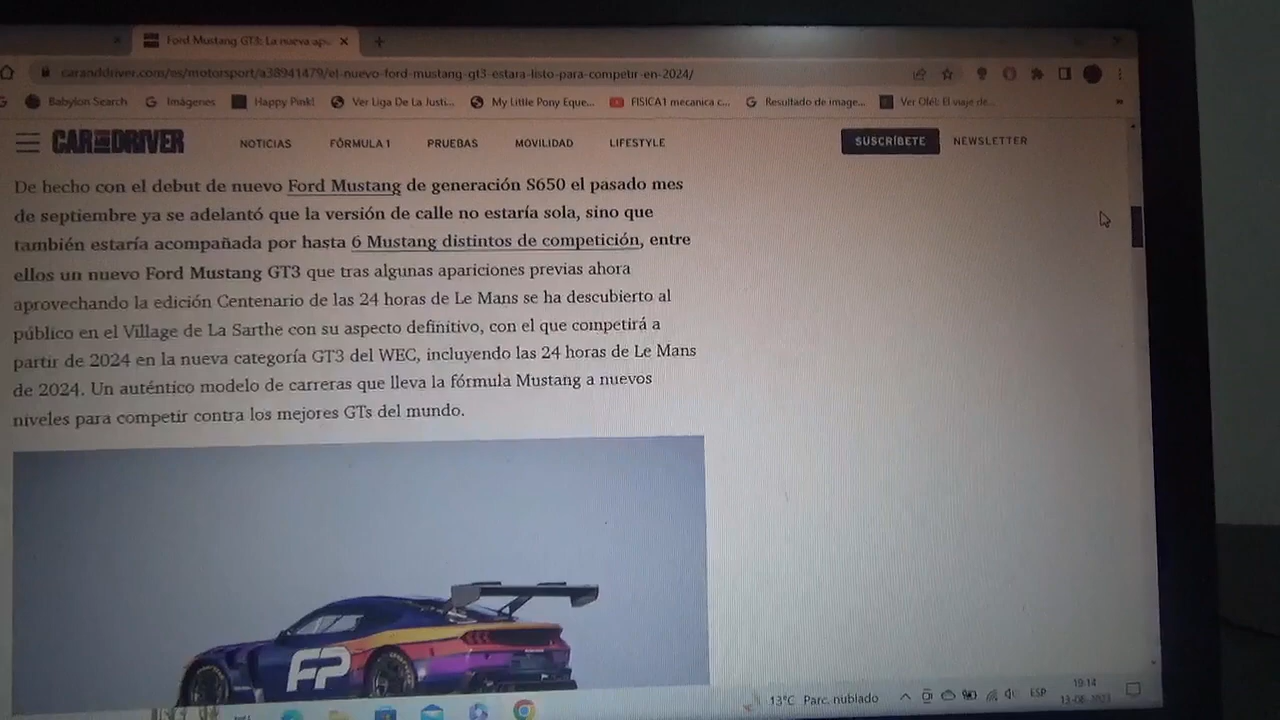 Ford Mustang GT3: La nueva ap...
caranddriver.com/es/motorsport/a38941479/el-nuevo-ford-mustang-gt3-estara-listo-para-competir-en-2024/
Babylon Search Imágenes Happy Pink! Ver Liga De La Justi... My Little Pony Eque... FISICA1 mecanica c... Resultado de image... Ver Olé!: El viaje de...
CAR AND DRIVER NOTICIAS FÓRMULA 1 PRUEBAS MOVILIDAD LIFESTYLE SUSCRÍBETE NEWSLETTER
De hecho con el debut de nuevo Ford Mustang de generación S650 el pasado mes
de septiembre ya se adelantó que la versión de calle no estaría sola, sino que
también estaría acompañada por hasta 6 Mustang distintos de competición, entre
ellos un nuevo Ford Mustang GT3 que tras algunas apariciones previas ahora
aprovechando la edición Centenario de las 24 horas de Le Mans se ha descubierto al
público en el Village de La Sarthe con su aspecto definitivo, con el que competirá a
partir de 2024 en la nueva categoría GT3 del WEC, incluyendo las 24 horas de Le Mans
de 2024. Un auténtico modelo de carreras que lleva la fórmula Mustang a nuevos
niveles para competir contra los mejores GTs del mundo.
FP
13°C Parc. nublado ESP 19:14
13-06-2023